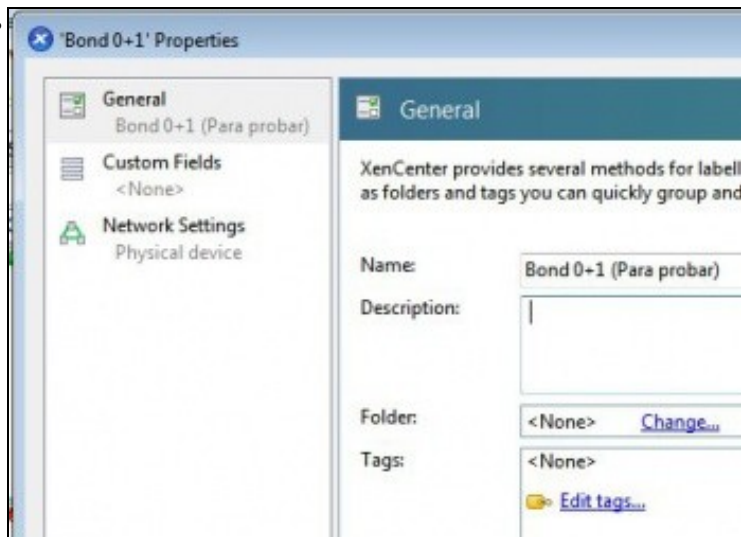 'Bond 0+1' Properties
General
Bond 0+1 (Para probar)
Custom Fields
<None>
Network Settings
Physical device
General
XenCenter provides several methods for labell
as folders and tags you can quickly group and
Name:
Bond 0+1 (Para probar)
Description:
Folder:
<None>
Change...
Tags:
<None>
Edit tags...